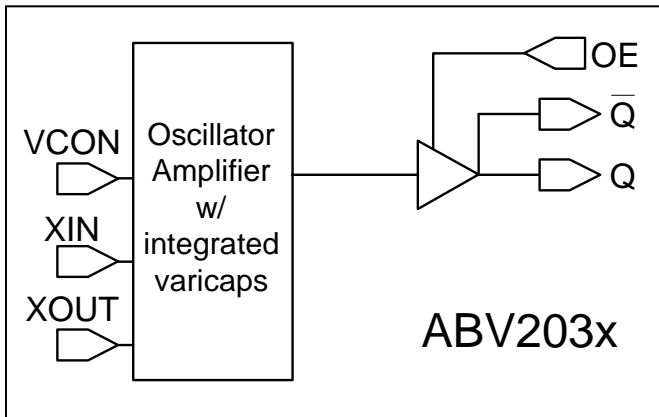 OE
Q̅
VCON
Oscillator
Amplifier
w/
integrated
varicaps
Q
XIN
XOUT
ABV203x